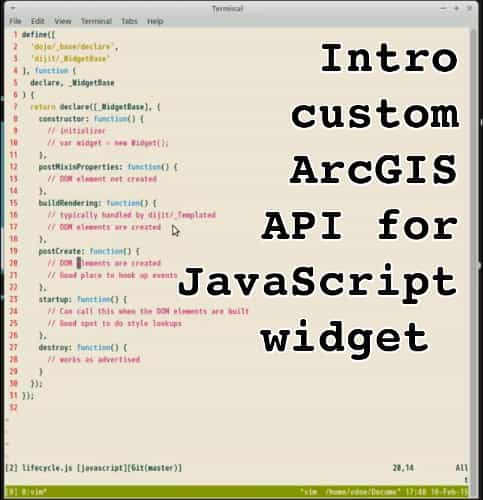 Terminal
File Edit View Terminal Tabs Help
1 define([
2 'dojo/_base/declare',
3 'dijit/_WidgetBase'
4 ], function (
5 declare, _WidgetBase
6 ) {
7 return declare([_WidgetBase], {
8 constructor: function() {
9 // initializor
10 // var widget = new Widget();
11 },
12 postMixinProperties: function() {
13 // DOM element not created
14 },
15 buildRendering: function() {
16 // typically handled by dijit/_Templated
17 // DOM elements are created
18 },
19 postCreate: function() {
20 // DOM elements are created
21 // Good place to hook up events
22 },
23 startup: function() {
24 // Can call this when the DOM elements are built
25 // Good spot to do style lookups
26 },
27 destroy: function() {
28 // works as advertised
29 }
30 });
31 });
32
~
~
~
~
[2] lifecycle.js [javascript][Git(master)] 20,14 All
t
[9] 0:vim* "vim /home/odoe/Docume" 17:48 10-Feb-15
Intro
custom
ArcGIS
API for
JavaScript
widget